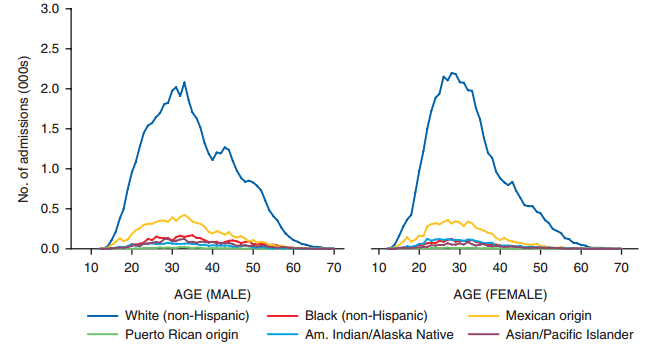 No. of admissions (000s)
3.0
2.5
2.0
1.5
1.0
0.5
0.0
10 20 30 40 50 60 70 10 20 30 40 50 60 70
AGE (MALE) AGE (FEMALE)
White (non-Hispanic) Black (non-Hispanic) Mexican origin
Puerto Rican origin Am. Indian/Alaska Native Asian/Pacific Islander